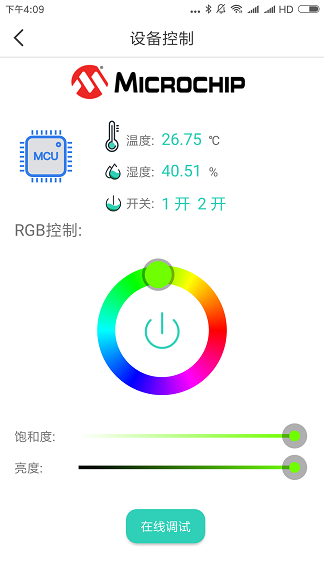 下午4:09 HD
设备控制
MICROCHIP
MCU
温度: 26.75 ℃
湿度: 40.51 %
开关: 1 开 2 开
RGB控制:
饱和度:
亮度:
在线调试